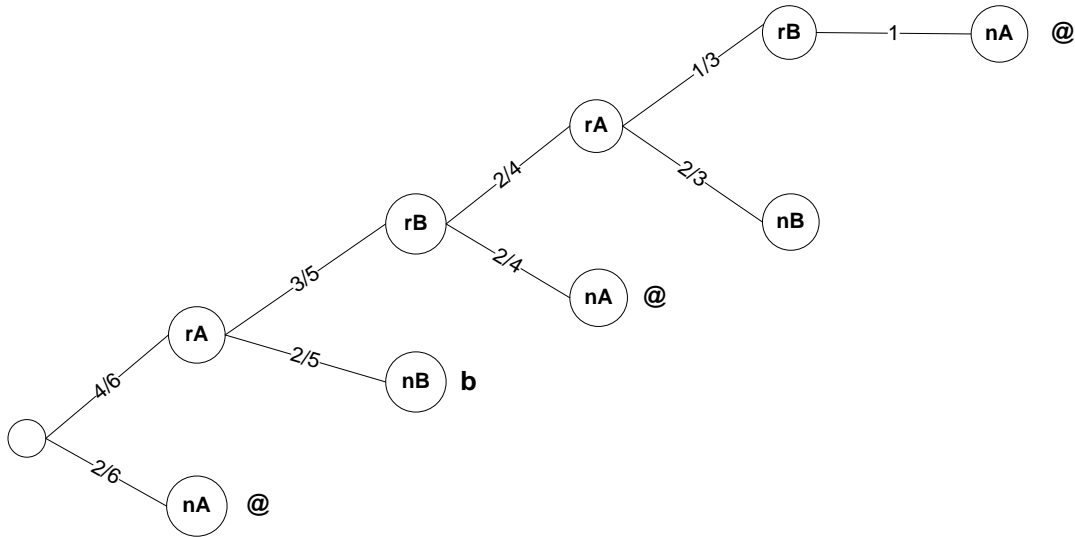 rB 1 nA @
1/3
rA
2/4 2/3
rB nB
3/5 2/4
nA @
rA
2/5
4/6 nB b
2/6
nA @